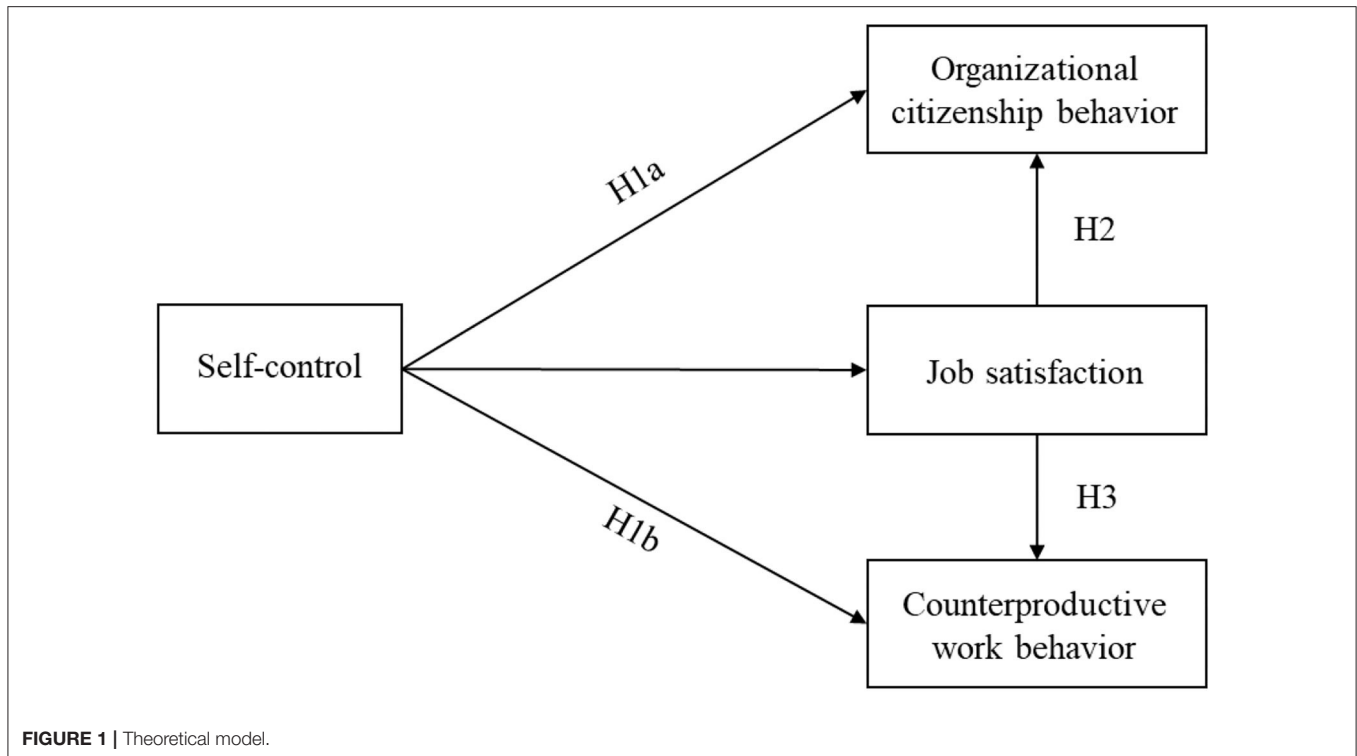 Organizational
citizenship behavior
H1a
H2
Self-control
Job satisfaction
H3
H1b
Counterproductive
work behavior
FIGURE 1 | Theoretical model.